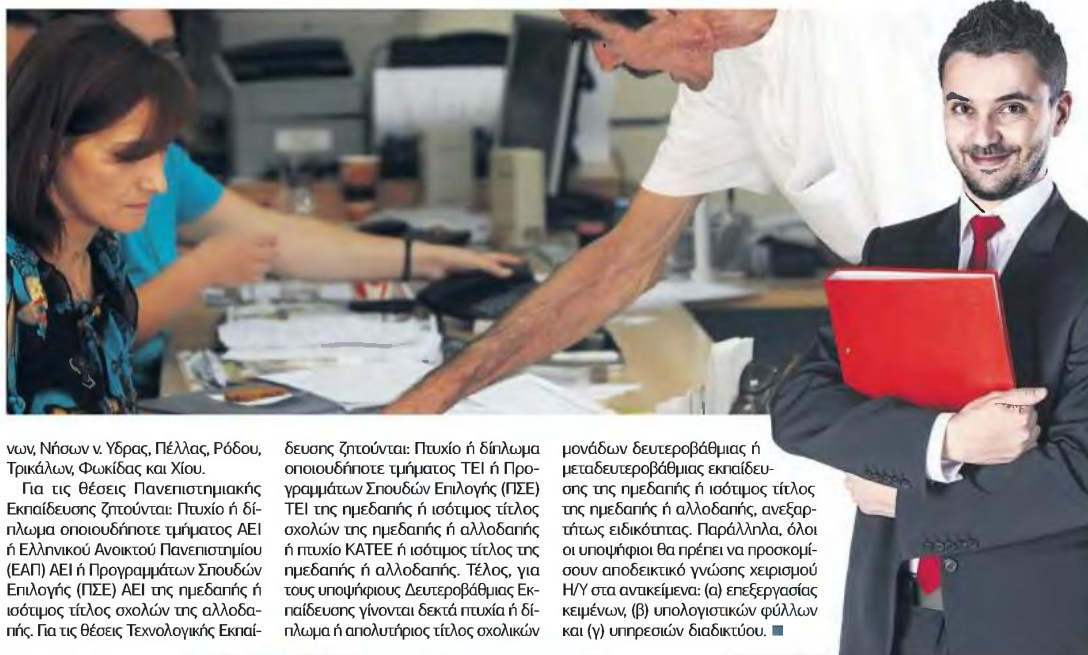 νων, Νήσων ν. Υδρας, Πέλλας, Ρόδου,
Τρικάλων, Φωκίδας και Χίου.
Για τις θέσεις Πανεπιστημιακής
Εκπαίδευσης ζητούνται: Πτυχίο ή δί-
πλωμα οποιουδήποτε τμήματος ΑΕΙ
ή Ελληνικού Ανοικτού Πανεπιστημίου
(ΕΑΠ) ΑΕΙ ή Προγραμμάτων Σπουδών
Επιλογής (ΠΣΕ) ΑΕΙ της ημεδαπής ή
ισότιμος τίτλος σχολών της αλλοδα-
πής. Για τις θέσεις Τεχνολογικής Εκπαί-
δευσης ζητούνται: Πτυχίο ή δίπλωμα
οποιουδήποτε τμήματος ΤΕΙ ή Προ-
γραμμάτων Σπουδών Επιλογής (ΠΣΕ)
ΤΕΙ της ημεδαπής ή ισότιμος τίτλος
σχολών της ημεδαπής ή αλλοδαπής
ή πτυχίο ΚΑΤΕΕ ή ισότιμος τίτλος της
ημεδαπής ή αλλοδαπής. Τέλος, για
τους υποψήφιους Δευτεροβάθμιας Εκ-
παίδευσης γίνονται δεκτά πτυχία ή δί-
πλωμα ή απολυτήριος τίτλος σχολικών
μονάδων δευτεροβάθμιας ή
μεταδευτεροβάθμιας εκπαίδευ-
σης της ημεδαπής ή ισότιμος τίτλος
της ημεδαπής ή αλλοδαπής, ανεξαρ-
τήτως ειδικότητας. Παράλληλα, όλοι
οι υποψήφιοι θα πρέπει να προσκομί-
σουν αποδεικτικό γνώσης χειρισμού
Η/Υ στα αντικείμενα: (α) επεξεργασίας
κειμένων, (β) υπολογιστικών φύλλων
και (γ) υπηρεσιών διαδικτύου. ■